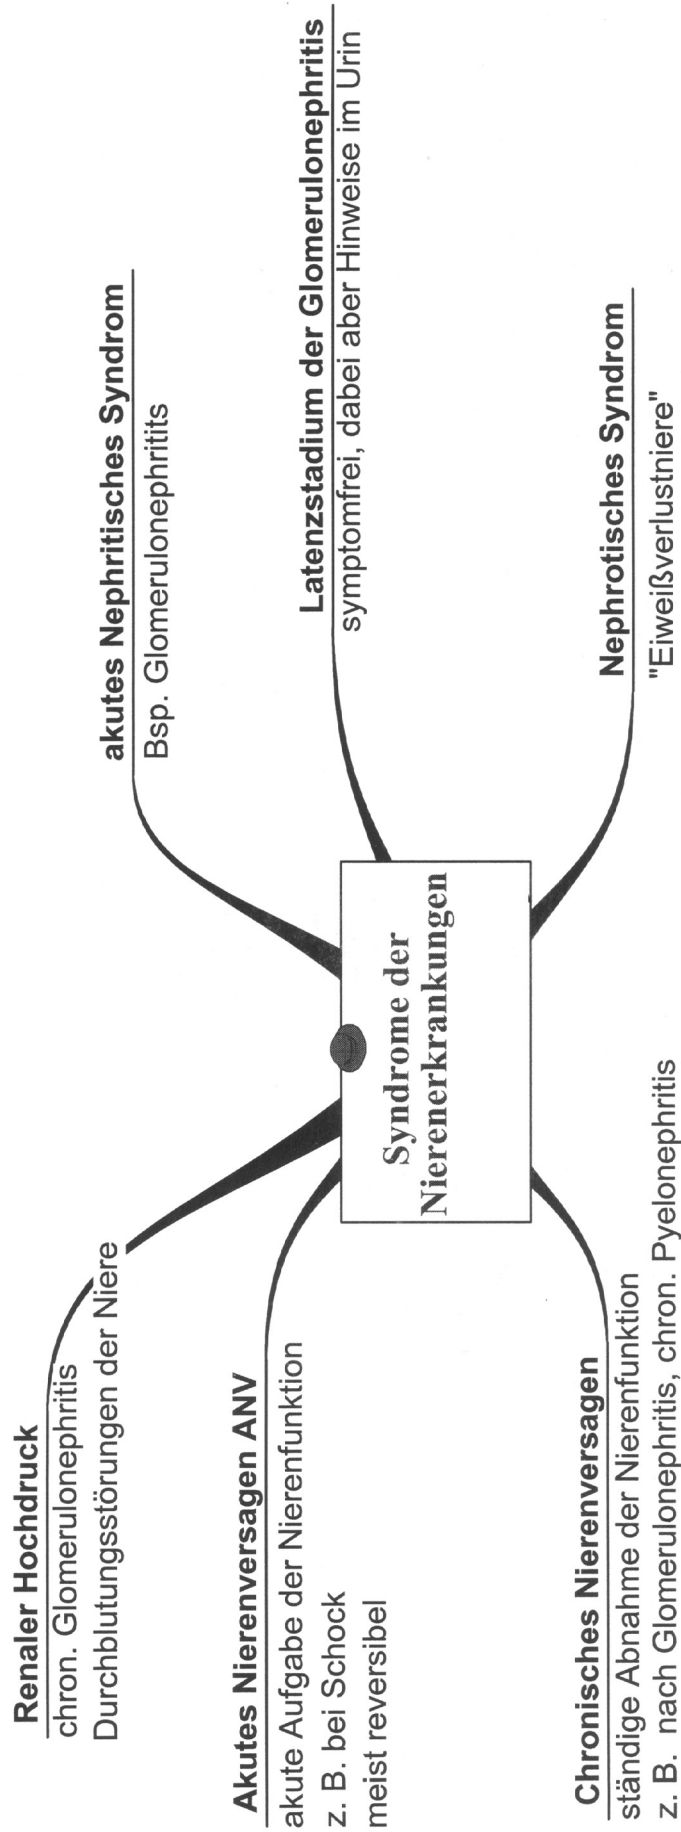 Syndrome der
Nierenerkrankungen
Renaler Hochdruck
chron. Glomerulonephritis
Durchblutungsstörungen der Niere
Akutes Nierenversagen ANV
akute Aufgabe der Nierenfunktion
z. B. bei Schock
meist reversibel
Chronisches Nierenversagen
ständige Abnahme der Nierenfunktion
z. B. nach Glomerulonephritis, chron. Pyelonephritis
akutes Nephritisches Syndrom
Bsp. Glomerulonephritits
Latenzstadium der Glomerulonephritis
symptomfrei, dabei aber Hinweise im Urin
Nephrotisches Syndrom
"Eiweißverlustniere"